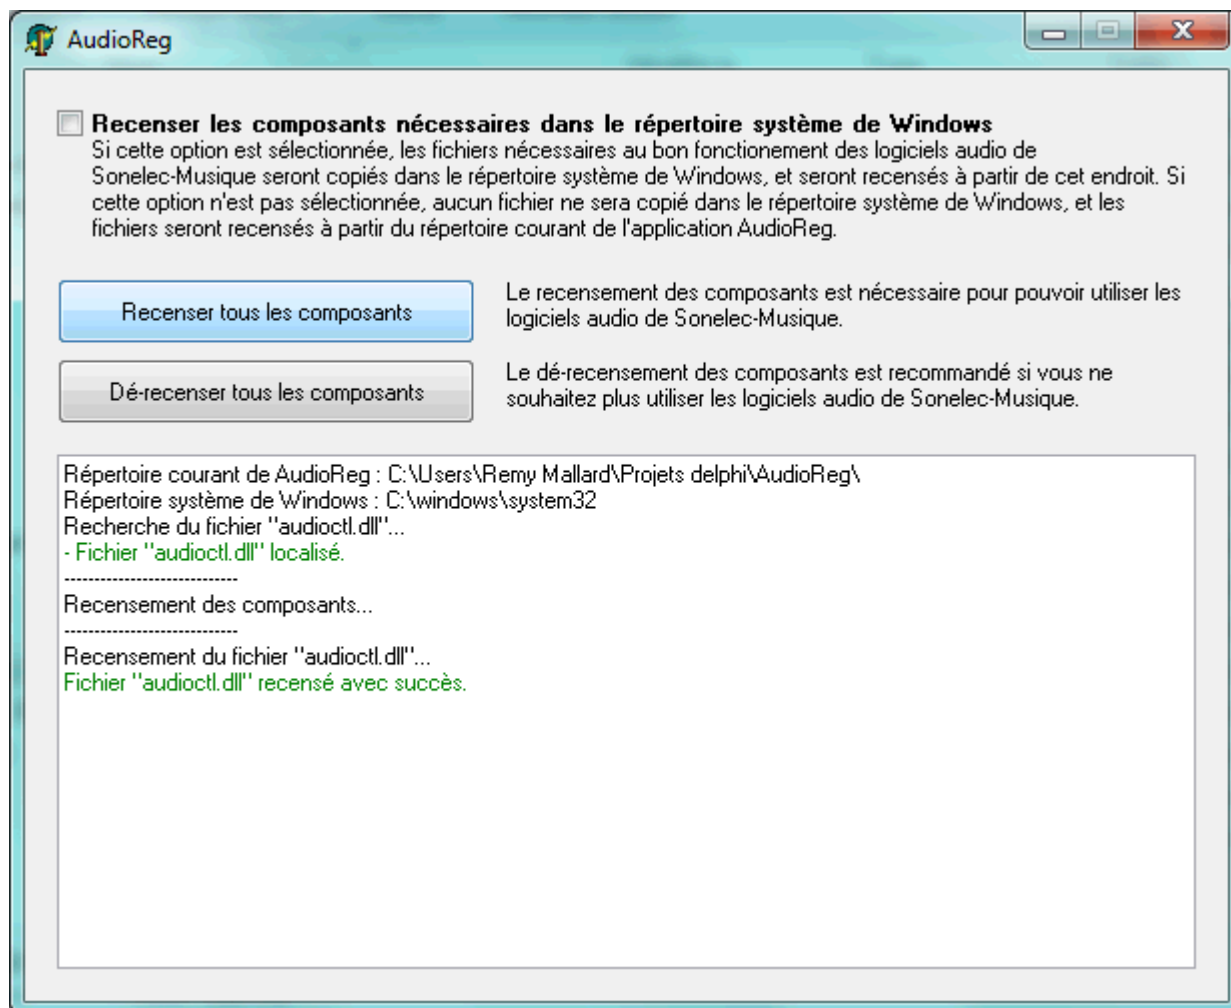 AudioReg
Recenser les composants nécessaires dans le répertoire système de Windows
Si cette option est sélectionnée, les fichiers nécessaires au bon fonctionement des logiciels audio de
Sonelec-Musique seront copiés dans le répertoire système de Windows, et seront recensés à partir de cet endroit. Si
cette option n'est pas sélectionnée, aucun fichier ne sera copié dans le répertoire système de Windows, et les
fichiers seront recensés à partir du répertoire courant de l'application AudioReg.
Recenser tous les composants
Le recensement des composants est nécessaire pour pouvoir utiliser les
logiciels audio de Sonelec-Musique.
Dé-recenser tous les composants
Le dé-recensement des composants est recommandé si vous ne
souhaitez plus utiliser les logiciels audio de Sonelec-Musique.
Répertoire courant de AudioReg : C:\Users\Remy Mallard\Projets delphi\AudioReg\
Répertoire système de Windows : C:\windows\system32
Recherche du fichier "audioctl.dll"...
- Fichier "audioctl.dll" localisé.
-----------------------------
Recensement des composants...
-----------------------------
Recensement du fichier "audioctl.dll"...
Fichier "audioctl.dll" recensé avec succès.